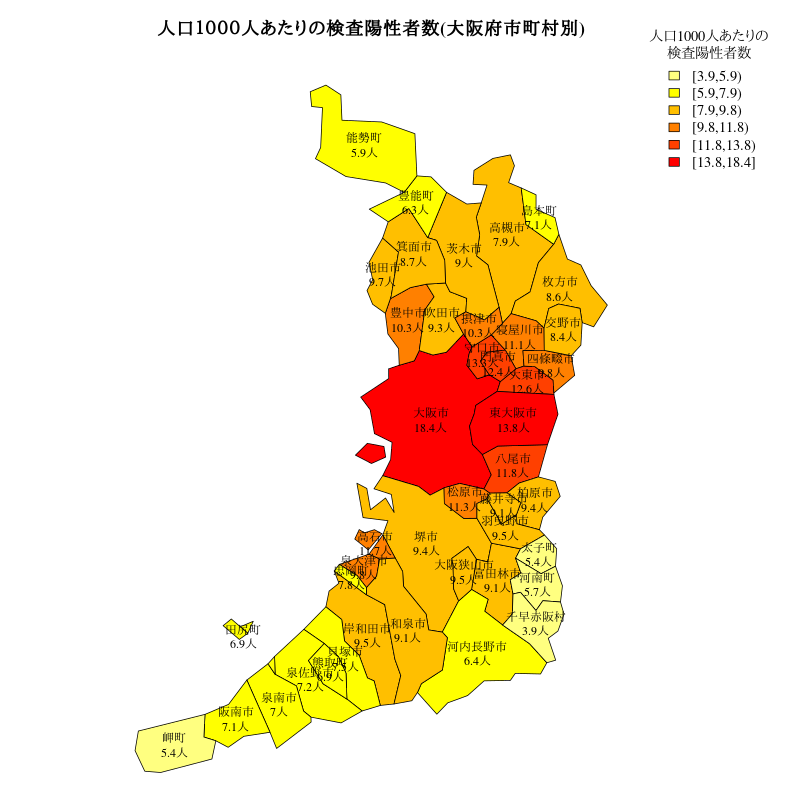 人口1000人あたりの検査陽性者数(大阪府市町村別)
人口1000人あたりの
検査陽性者数
[3.9,5.9)
[5.9,7.9)
[7.9,9.8)
[9.8,11.8)
[11.8,13.8)
[13.8,18.4]
能勢町
5.9人
豊能町
6.3人
島本町
7.1人
高槻市
7.9人
茨木市
9人
箕面市
8.7人
池田市
9.7人
枚方市
8.6人
豊中市
10.3人
吹田市
9.3人
摂津市
10.3人
寝屋川市
11.1人
交野市
8.4人
守口市
13.3人
門真市
12.4人
四條畷市
9.8人
大東市
12.6人
大阪市
18.4人
東大阪市
13.8人
八尾市
11.8人
松原市
11.3人
藤井寺市
9.1人
柏原市
9.4人
羽曳野市
9.5人
高石市
11.7人
堺市
9.4人
太子町
5.4人
泉大津市
忠岡町
7.8人
大阪狭山市
9.5人
富田林市
9.1人
河南町
5.7人
千早赤阪村
3.9人
田尻町
6.9人
岸和田市
9.5人
和泉市
9.1人
河内長野市
6.4人
貝塚市
7.5人
熊取町
6.9人
泉佐野市
7.2人
泉南市
7人
阪南市
7.1人
岬町
5.4人